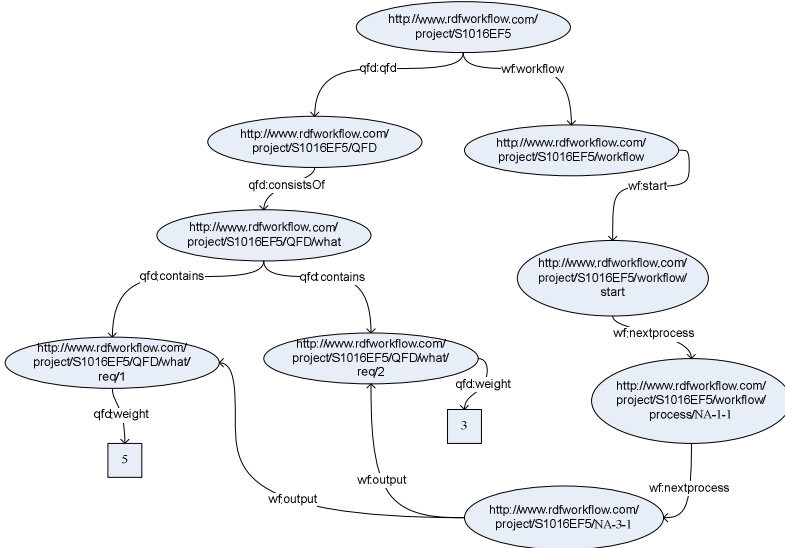 http://www.rdfworkflow.com/
project/S1016EF5
qfd:qfd
wf:workflow
http://www.rdfworkflow.com/
project/S1016EF5/QFD
http://www.rdfworkflow.com/
project/S1016EF5/workflow
qfd:consistsOf
wf:start
http://www.rdfworkflow.com/
project/S1016EF5/QFD/what
http://www.rdfworkflow.com/
project/S1016EF5/workflow/
start
qfd:contains
qfd:contains
wf:nextprocess
http://www.rdfworkflow.com/
project/S1016EF5/QFD/what/
req/1
http://www.rdfworkflow.com/
project/S1016EF5/QFD/what/
req/2
http://www.rdfworkflow.com/
project/S1016EF5/workflow/
process/NA-1-1
qfd:weight
qfd:weight
5
3
wf:output
wf:output
wf:nextprocess
http://www.rdfworkflow.com/
project/S1016EF5/NA-3-1